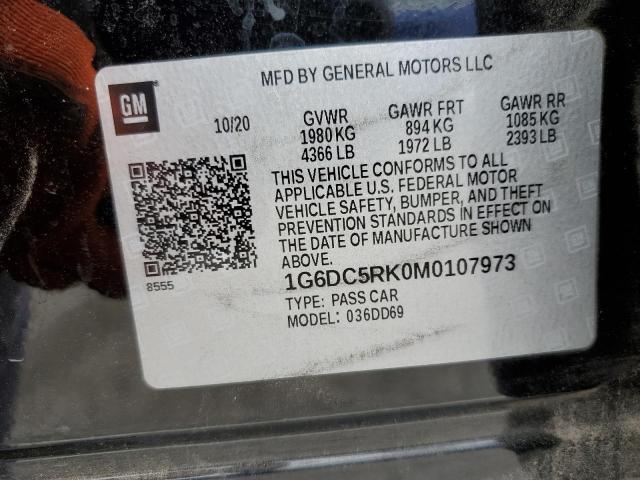 MFD BY GENERAL MOTORS LLC
GM
10/20
GVWR
1980 KG
4366 LB
GAWR FRT
894 KG
1972 LB
GAWR RR
1085 KG
2393 LB
THIS VEHICLE CONFORMS TO ALL
APPLICABLE U.S. FEDERAL MOTOR
VEHICLE SAFETY, BUMPER, AND THEFT
PREVENTION STANDARDS IN EFFECT ON
THE DATE OF MANUFACTURE SHOWN
ABOVE.
8555
1G6DC5RK0M0107973
TYPE: PASS CAR
MODEL: 036DD69